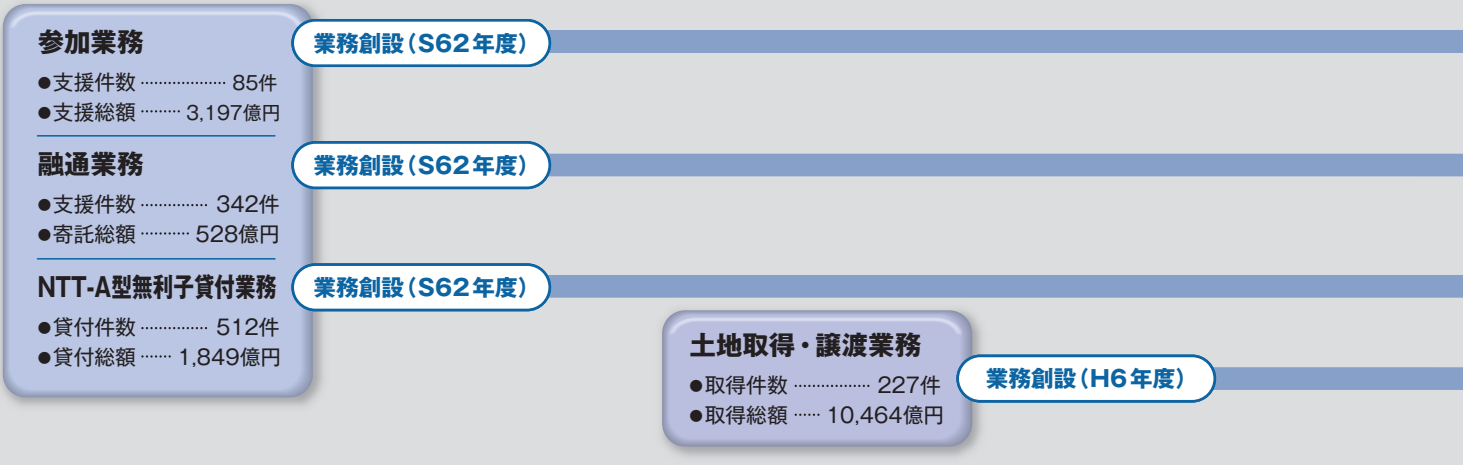 参加業務
業務創設（S62年度）
●支援件数 ……………… 85件
●支援総額 ……… 3,197億円
融通業務
業務創設（S62年度）
●支援件数 …………… 342件
●寄託総額 ……… 528億円
NTT-A型無利子貸付業務
業務創設（S62年度）
●貸付件数 …………… 512件
●貸付総額 …… 1,849億円
土地取得・譲渡業務
業務創設（H6年度）
●取得件数 …………… 227件
●取得総額 …… 10,464億円